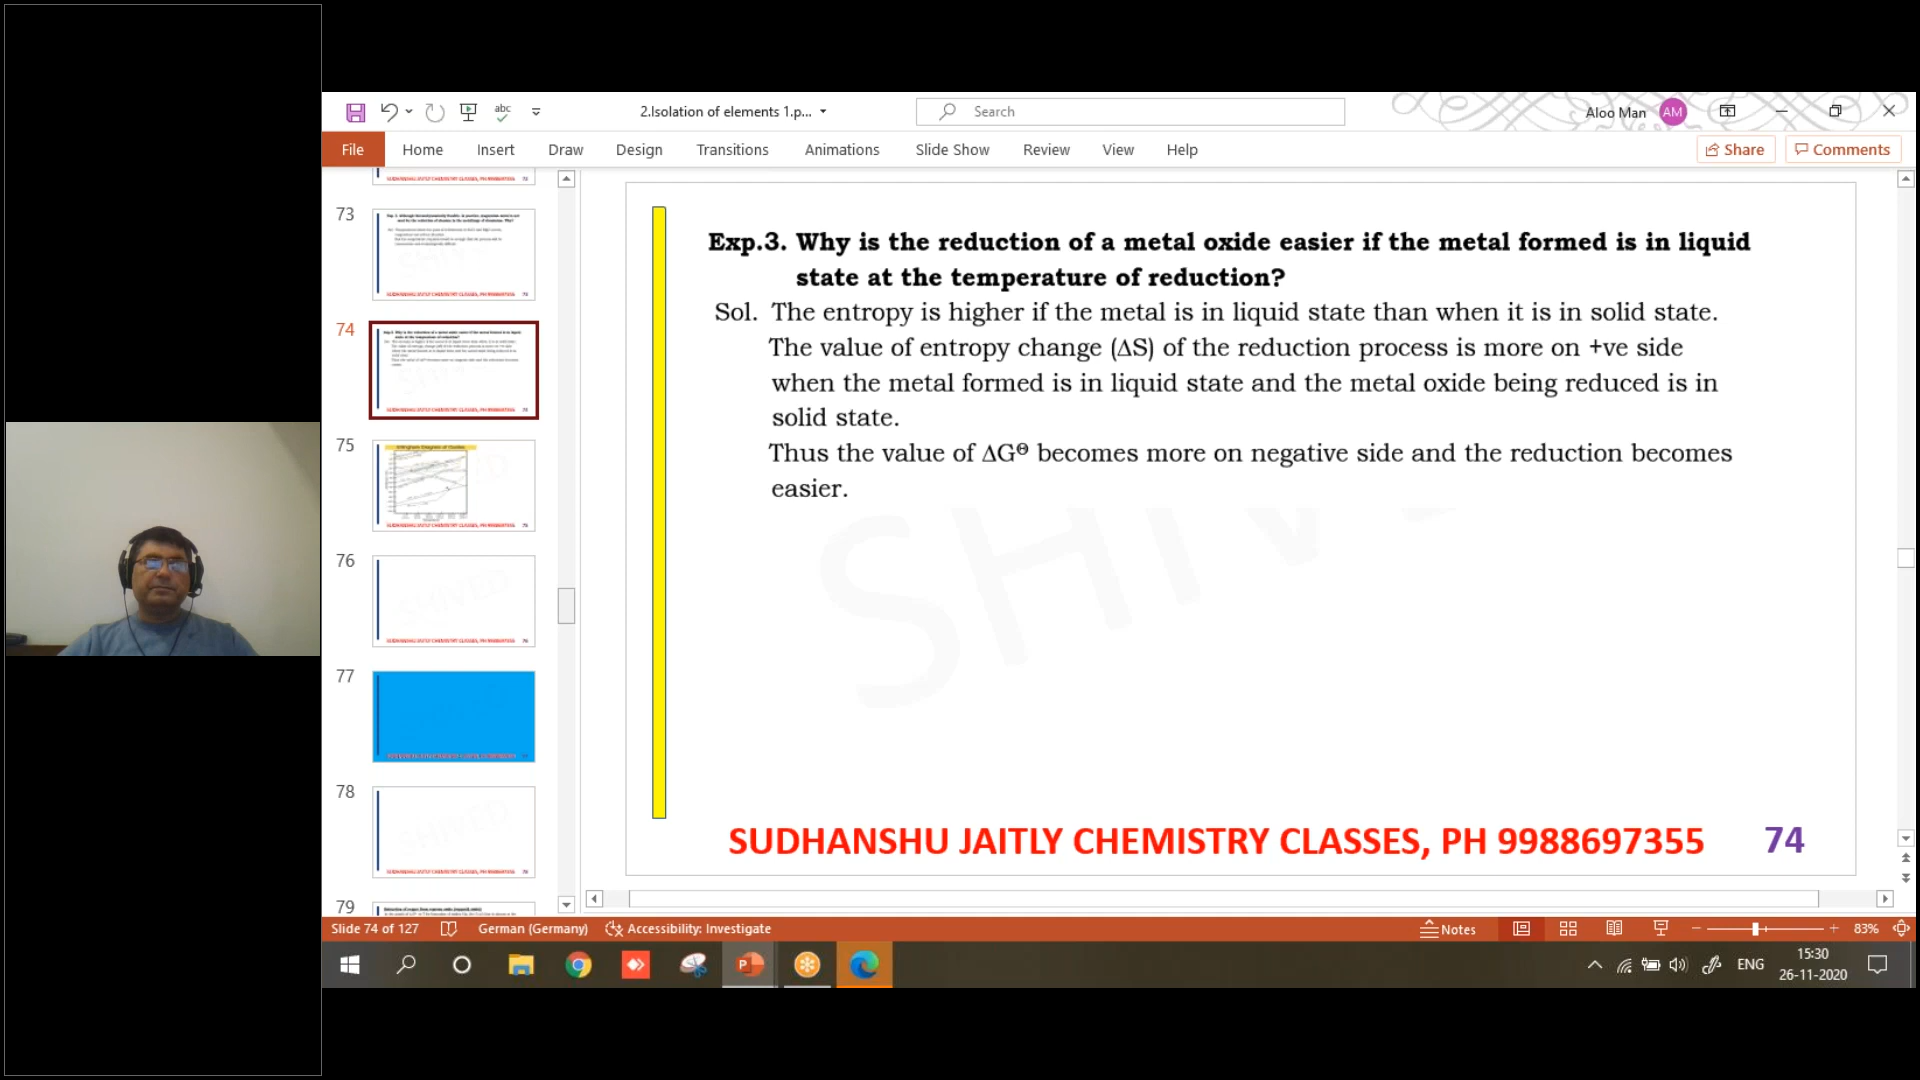 2.Isolation of elements 1.p...
Search
Aloo Man
AM
File
Home
Insert
Draw
Design
Transitions
Animations
Slide Show
Review
View
Help
Share
Comments
73
74
75
76
77
78
79
Exp.3. Why is the reduction of a metal oxide easier if the metal formed is in liquid
state at the temperature of reduction?
Sol. The entropy is higher if the metal is in liquid state than when it is in solid state.
The value of entropy change (ΔS) of the reduction process is more on +ve side
when the metal formed is in liquid state and the metal oxide being reduced is in
solid state.
Thus the value of ΔG⊖ becomes more on negative side and the reduction becomes
easier.
SHIVED
SUDHANSHU JAITLY CHEMISTRY CLASSES, PH 9988697355
74
Slide 74 of 127
German (Germany)
Accessibility: Investigate
Notes
83%
ENG
15:30
26-11-2020